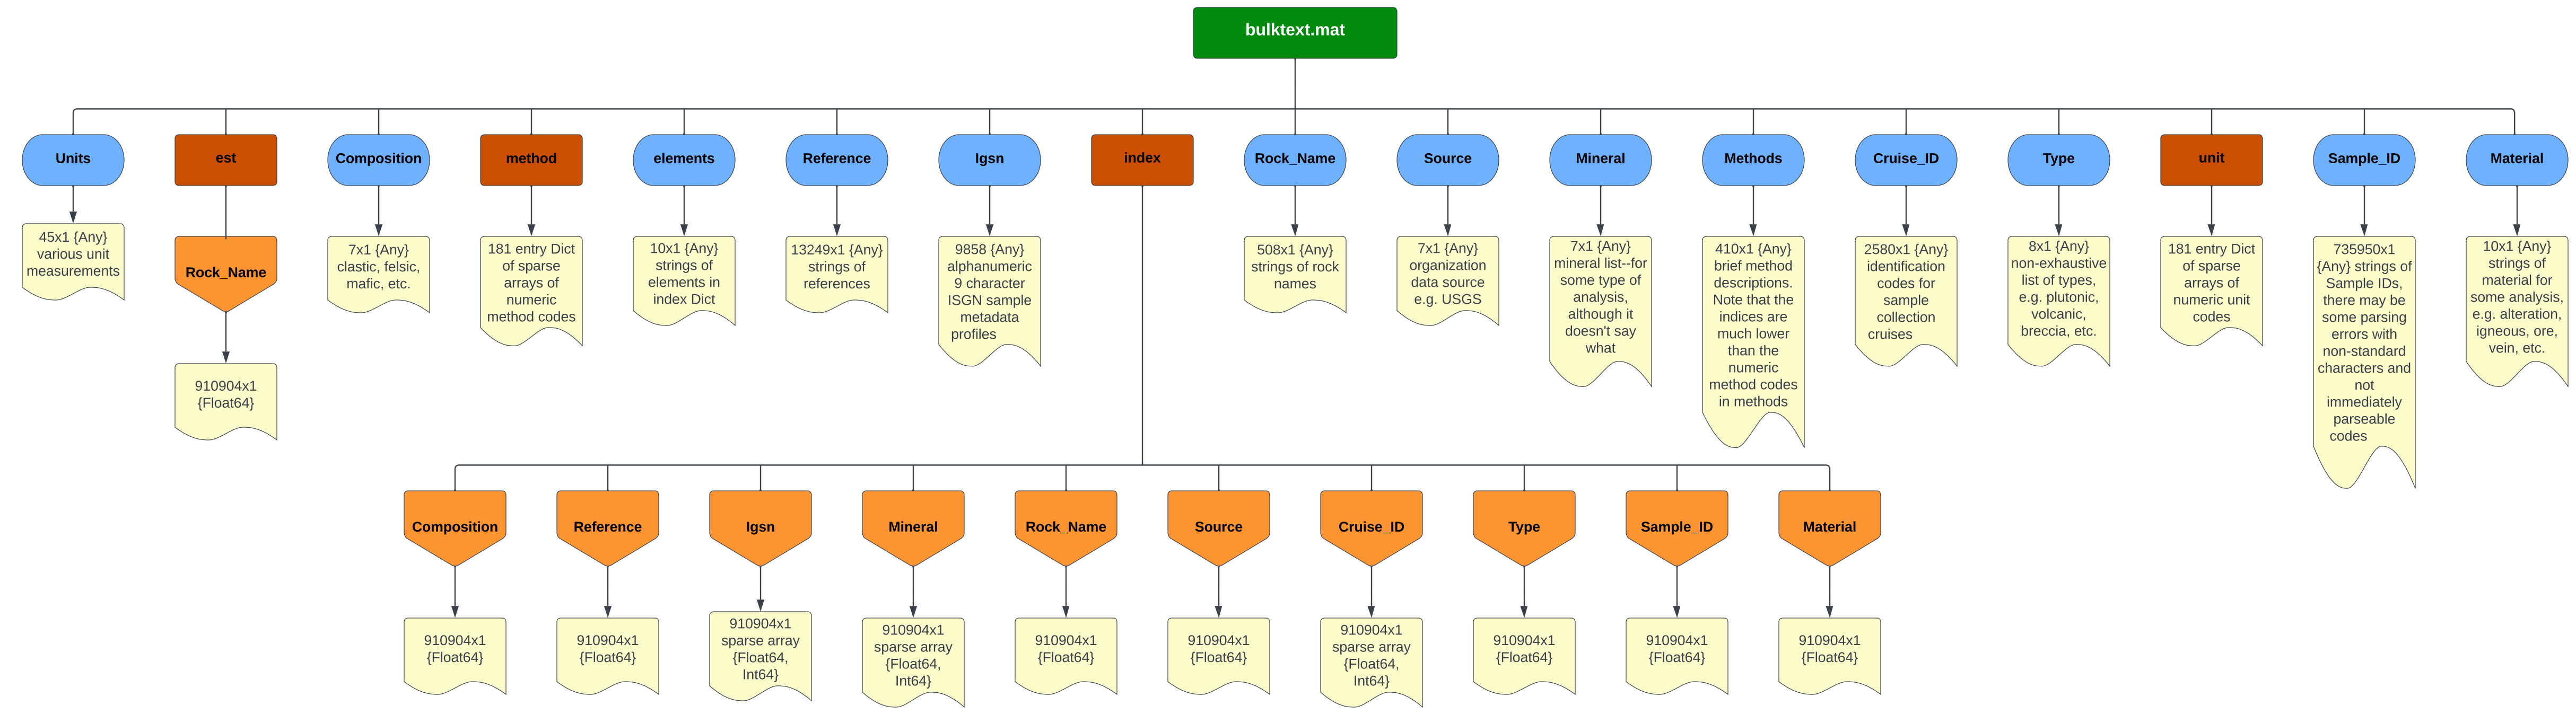 bulktext.mat
Units
est
Composition
method
elements
Reference
Igsn
index
Rock_Name
Source
Mineral
Methods
Cruise_ID
Type
unit
Sample_ID
Material
45x1 {Any}
various unit
measurements
Rock_Name
910904x1
{Float64}
7x1 {Any}
clastic, felsic,
mafic, etc.
181 entry Dict
of sparse
arrays of
numeric
method codes
10x1 {Any}
strings of
elements in
index Dict
13249x1 {Any}
strings of
references
9858 {Any}
alphanumeric
9 character
ISGN sample
metadata
profiles
508x1 {Any}
strings of rock
names
7x1 {Any}
organization
data source
e.g. USGS
7x1 {Any}
mineral list--for
some type of
analysis,
although it
doesn't say
what
410x1 {Any}
brief method
descriptions.
Note that the
indices are
much lower
than the
numeric
method codes
in methods
2580x1 {Any}
identification
codes for
sample
collection
cruises
8x1 {Any}
non-exhaustive
list of types,
e.g. plutonic,
volcanic,
breccia, etc.
181 entry Dict
of sparse
arrays of
numeric unit
codes
735950x1
{Any} strings of
Sample IDs,
there may be
some parsing
errors with
non-standard
characters and
not
immediately
parseable
codes
10x1 {Any}
strings of
material for
some analysis,
e.g. alteration,
igneous, ore,
vein, etc.
Composition
Reference
Igsn
Mineral
Rock_Name
Source
Cruise_ID
Type
Sample_ID
Material
910904x1
{Float64}
910904x1
{Float64}
910904x1
sparse array
{Float64,
Int64}
910904x1
sparse array
{Float64,
Int64}
910904x1
{Float64}
910904x1
{Float64}
910904x1
sparse array
{Float64,
Int64}
910904x1
{Float64}
910904x1
{Float64}
910904x1
{Float64}